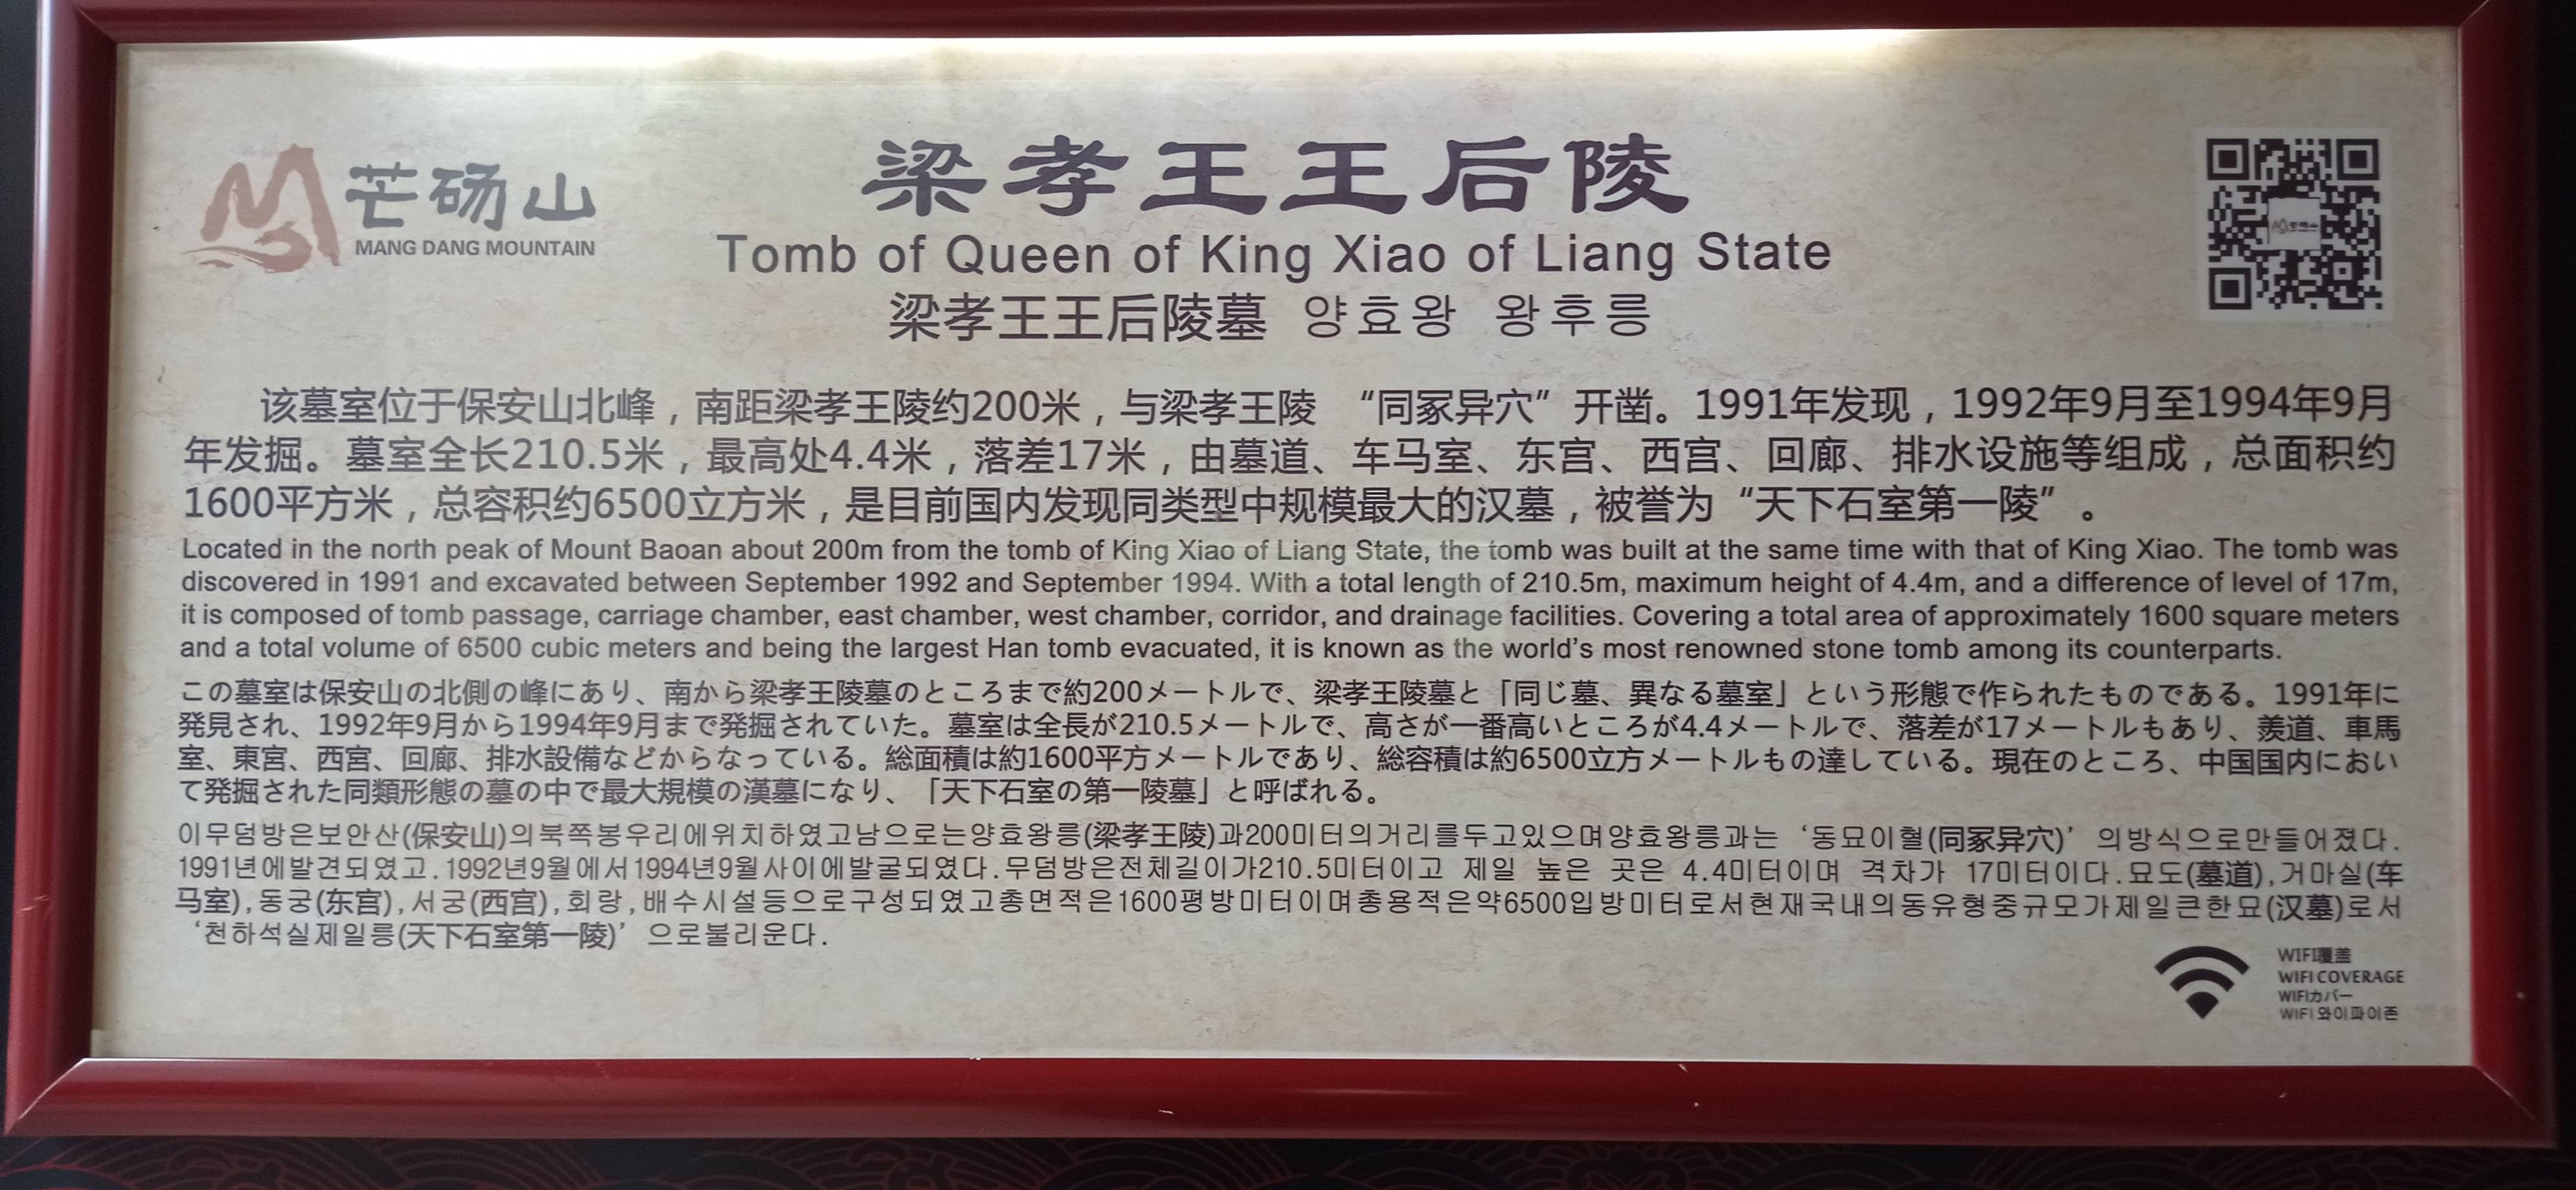 芒砀山
MANG DANG MOUNTAIN
梁孝王王后陵
Tomb of Queen of King Xiao of Liang State
梁孝王王后陵墓 양효왕 왕후릉
该墓室位于保安山北峰，南距梁孝王陵约200米，与梁孝王陵 “同冢异穴”开凿。1991年发现，1992年9月至1994年9月
年发掘。墓室全长210.5米，最高处4.4米，落差17米，由墓道、车马室、东宫、西宫、回廊、排水设施等组成，总面积约
1600平方米，总容积约6500立方米，是目前国内发现同类型中规模最大的汉墓，被誉为“天下石室第一陵”。
Located in the north peak of Mount Baoan about 200m from the tomb of King Xiao of Liang State, the tomb was built at the same time with that of King Xiao. The tomb was
discovered in 1991 and excavated between September 1992 and September 1994. With a total length of 210.5m, maximum height of 4.4m, and a difference of level of 17m,
it is composed of tomb passage, carriage chamber, east chamber, west chamber, corridor, and drainage facilities. Covering a total area of approximately 1600 square meters
and a total volume of 6500 cubic meters and being the largest Han tomb evacuated, it is known as the world’s most renowned stone tomb among its counterparts.
この墓室は保安山の北側の峰にあり、南から梁孝王陵墓のところまで約200メートルで、梁孝王陵墓と「同じ墓、異なる墓室」という形態で作られたものである。1991年に
発見され、1992年9月から1994年9月まで発掘されていた。墓室は全長が210.5メートルで、高さが一番高いところが4.4メートルで、落差が17メートルもあり、羨道、車馬
室、東宮、西宮、回廊、排水設備などからなっている。総面積は約1600平方メートルであり、総容積は約6500立方メートルもの達している。現在のところ、中国国内におい
て発掘された同類形態の墓の中で最大規模の漢墓になり、「天下石室の第一陵墓」と呼ばれる。
이무덤방은보안산(保安山)의북쪽봉우리에위치하였고남으로는양효왕릉(梁孝王陵)과200미터의거리를두고있으며양효왕릉과는 ‘동묘이혈(同冢异穴)’ 의방식으로만들어졌다.
1991년에발견되였고.1992년9월에서1994년9월사이에발굴되였다.무덤방은전체길이가210.5미터이고 제일 높은 곳은 4.4미터이며 격차가 17미터이다.묘도(墓道),거마실(车
马室),동궁(东宫),서궁(西宫),회랑,배수시설등으로구성되였고총면적은1600평방미터이며총용적은약6500입방미터로서현재국내의동유형중규모가제일큰한묘(汉墓)로서
‘천하석실제일릉(天下石室第一陵)’ 으로불리운다.
WIFI覆盖
WIFI COVERAGE
WIFIカバー
WIFI 와이파이존